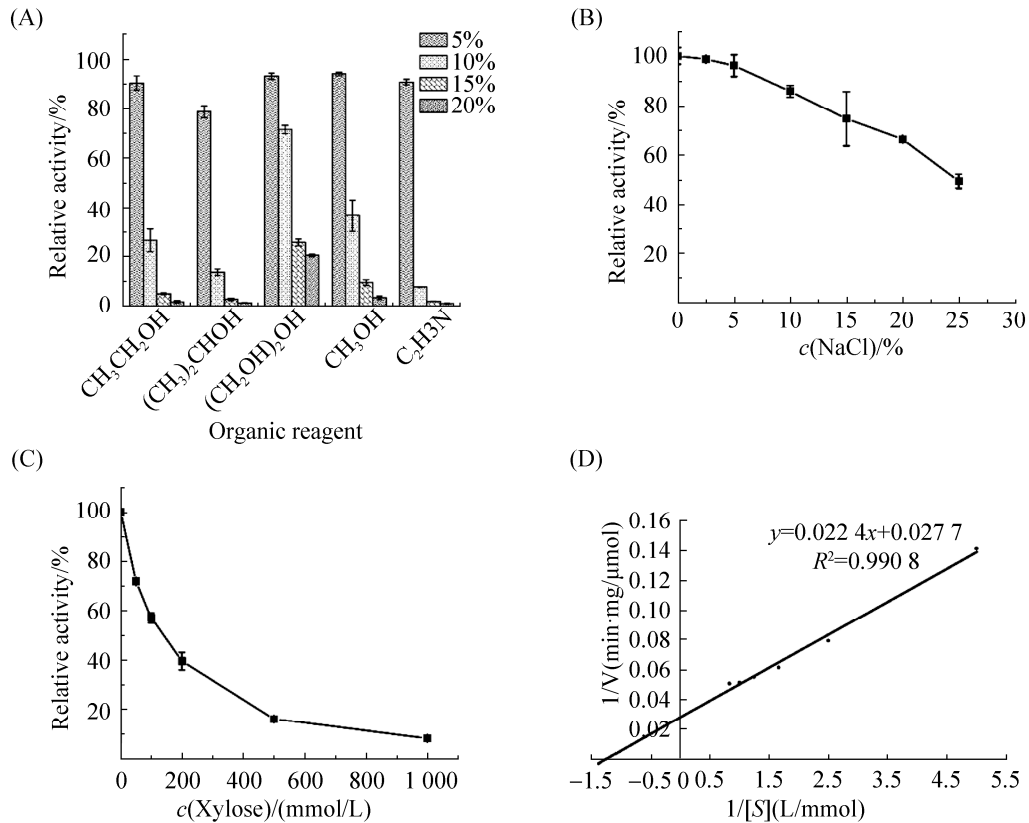 (A)
5%
10%
15%
20%
100
80
60
40
20
0
Relative activity/%
CH₃CH₂OH
(CH₃)₂CHOH
(CH₂OH)₂OH
CH₃OH
C₂H3N
Organic reagent
(B)
100
80
60
40
20
Relative activity/%
0 5 10 15 20 25 30
c(NaCl)/%
(C)
100
80
60
40
20
Relative activity/%
0 200 400 600 800 1 000
c(Xylose)/(mmol/L)
(D)
0.16
0.14
0.12
0.10
0.08
0.06
0.04
0.02
1/V(min·mg/μmol)
y=0.022 4x+0.027 7
R²=0.990 8
−1.5 −0.5 0 0.5 1.5 2.5 3.5 4.5 5.5
1/[S](L/mmol)